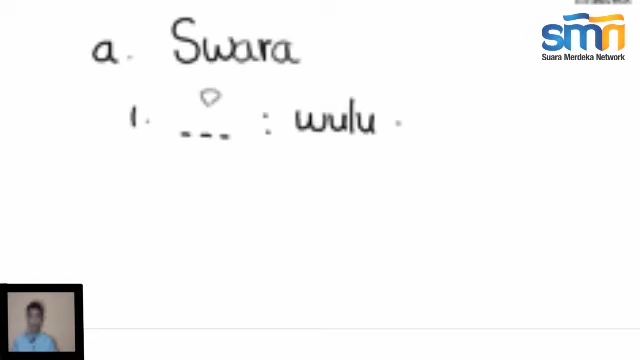 smn
Suara Merdeka Network
a. Swara
1. ꦶ --- : wulu .